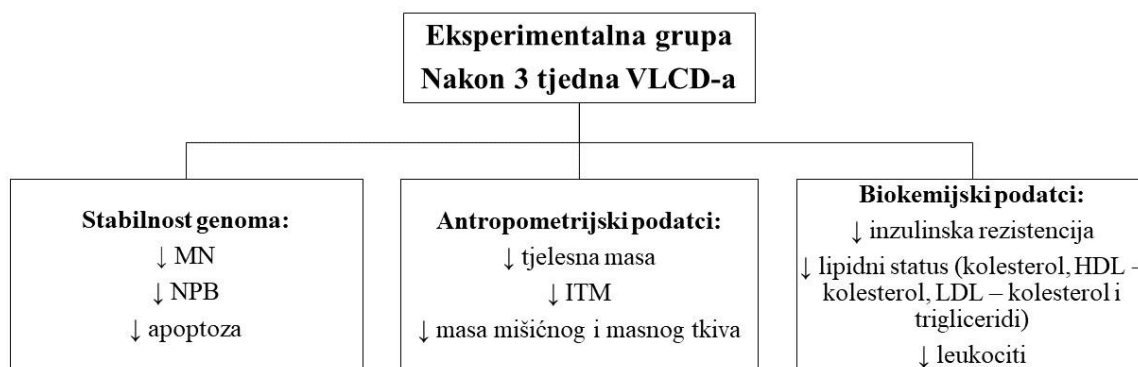 Eksperimentalna grupa
Nakon 3 tjedna VLCD-a
Stabilnost genoma:
↓ MN
↓ NPB
↓ apoptoza
Antropometrijski podatci:
↓ tjelesna masa
↓ ITM
↓ masa mišićnog i masnog tkiva
Biokemijski podatci:
↓ inzulinska rezistencija
↓ lipidni status (kolesterol, HDL –
kolesterol, LDL – kolesterol i
trigliceridi)
↓ leukociti